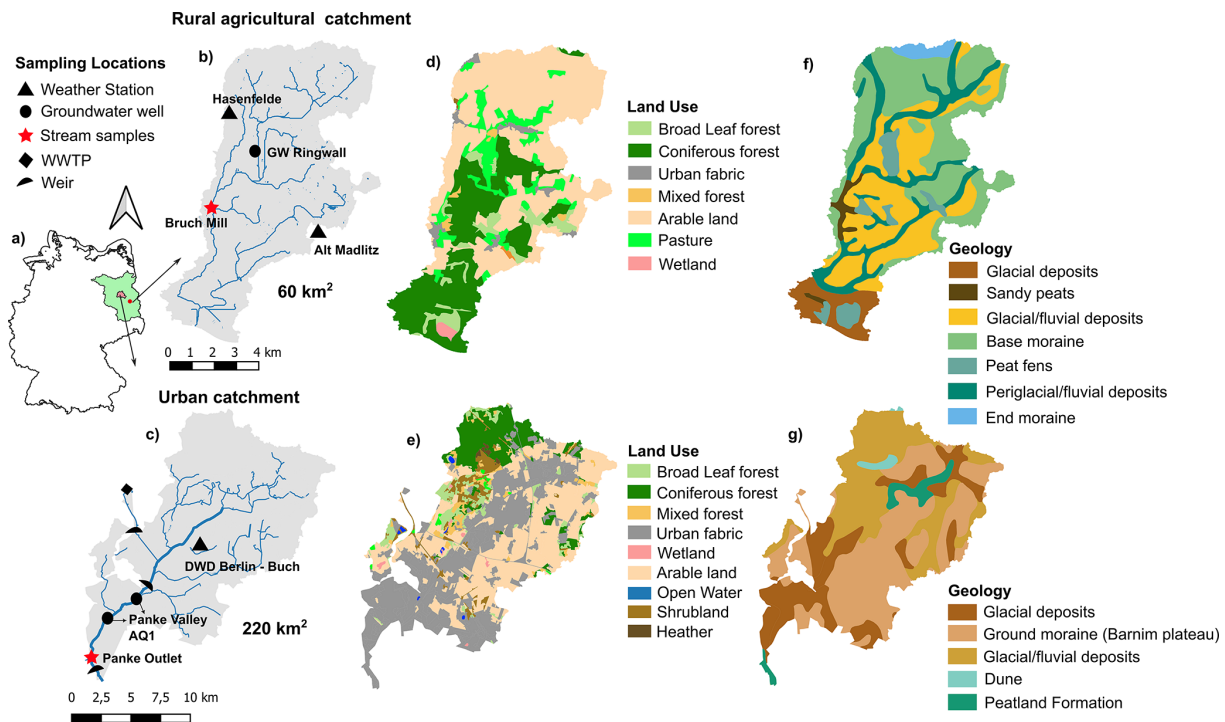 Rural agricultural catchment
Sampling Locations
Weather Station
Groundwater well
Stream samples
WWTP
Weir
a)
b)
Hasenfelde
GW Ringwall
Bruch Mill
Alt Madlitz
60 km²
0 1 2 3 4 km
d)
Land Use
Broad Leaf forest
Coniferous forest
Urban fabric
Mixed forest
Arable land
Pasture
Wetland
f)
Geology
Glacial deposits
Sandy peats
Glacial/fluvial deposits
Base moraine
Peat fens
Periglacial/fluvial deposits
End moraine
Urban catchment
c)
DWD Berlin - Buch
Panke Valley
AQ1
220 km²
Panke Outlet
0 2,5 5 7,5 10 km
e)
Land Use
Broad Leaf forest
Coniferous forest
Mixed forest
Urban fabric
Wetland
Arable land
Open Water
Shrubland
Heather
g)
Geology
Glacial deposits
Ground moraine (Barnim plateau)
Glacial/fluvial deposits
Dune
Peatland Formation